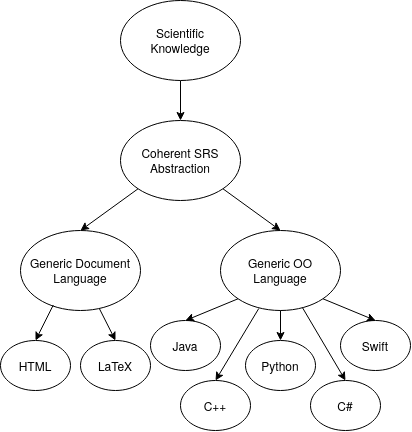 Scientific
Knowledge
Coherent SRS
Abstraction
Generic Document
Language
Generic OO
Language
Java
Swift
HTML
LaTeX
Python
C++
C#